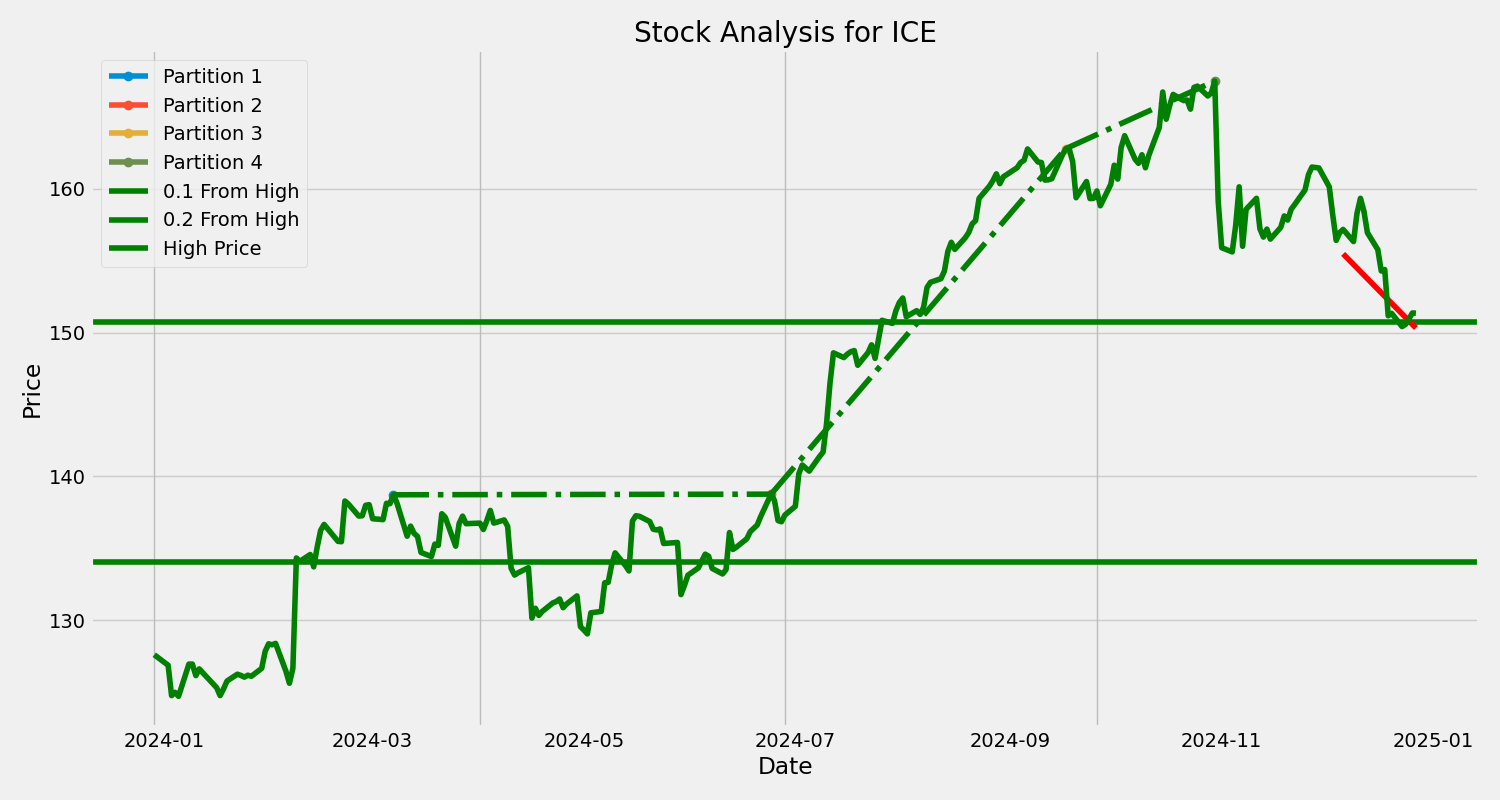 Stock Analysis for ICE
Partition 1
Partition 2
Partition 3
Partition 4
0.1 From High
0.2 From High
High Price
160
150
140
130
Price
2024-01 2024-03 2024-05 2024-07 2024-09 2024-11 2025-01
Date